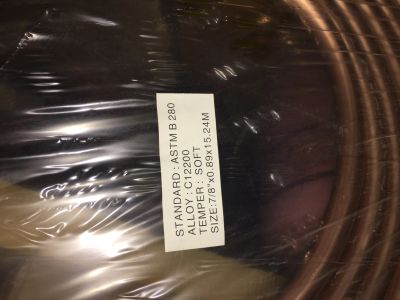 STANDARD : ASTM B 280
ALLOY : C12200
TEMPER : SOFT
SIZE:7/8"x0.89x15.24M